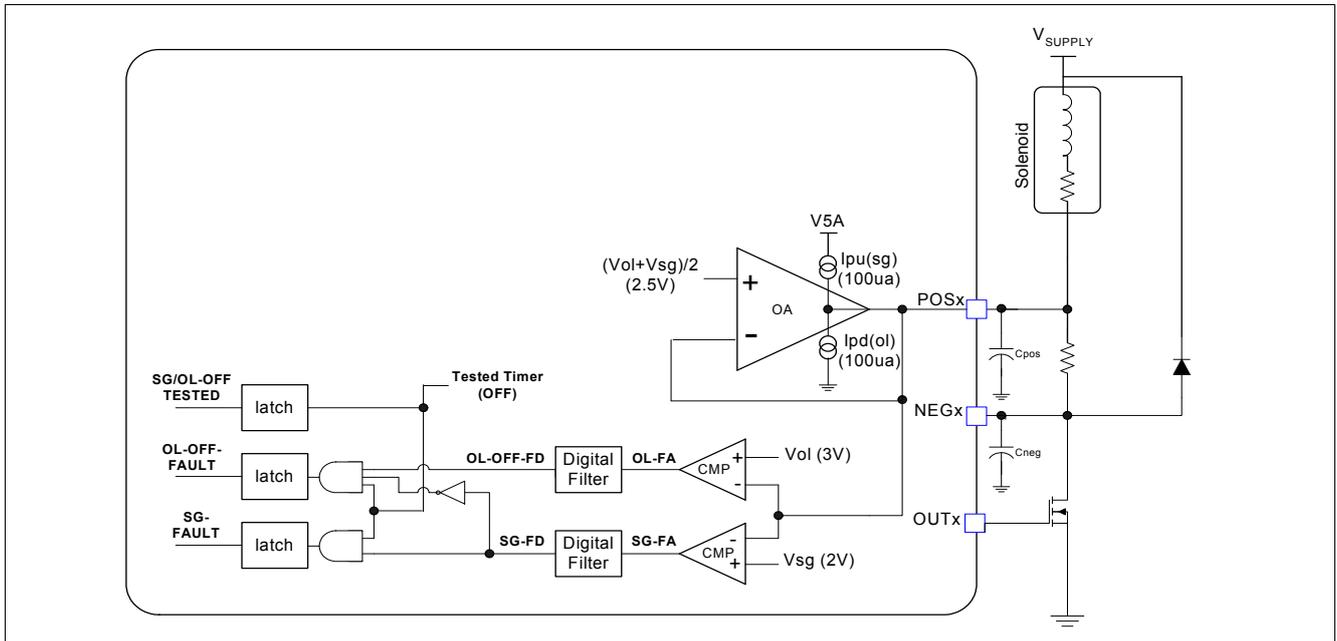 VSUPPLY
Solenoid
V5A
Ipu(sg)
(100ua)
(Vol+Vsg)/2
(2.5V)
+
OA
-
POSx
Ipd(ol)
(100ua)
Cpos
SG/OL-OFF
TESTED
latch
Tested Timer
(OFF)
NEGx
Cneg
OL-OFF-
FAULT
latch
OL-OFF-FD
Digital
Filter
OL-FA
CMP
+
-
Vol (3V)
OUTx
SG-
FAULT
latch
SG-FD
Digital
Filter
SG-FA
CMP
-
+
Vsg (2V)